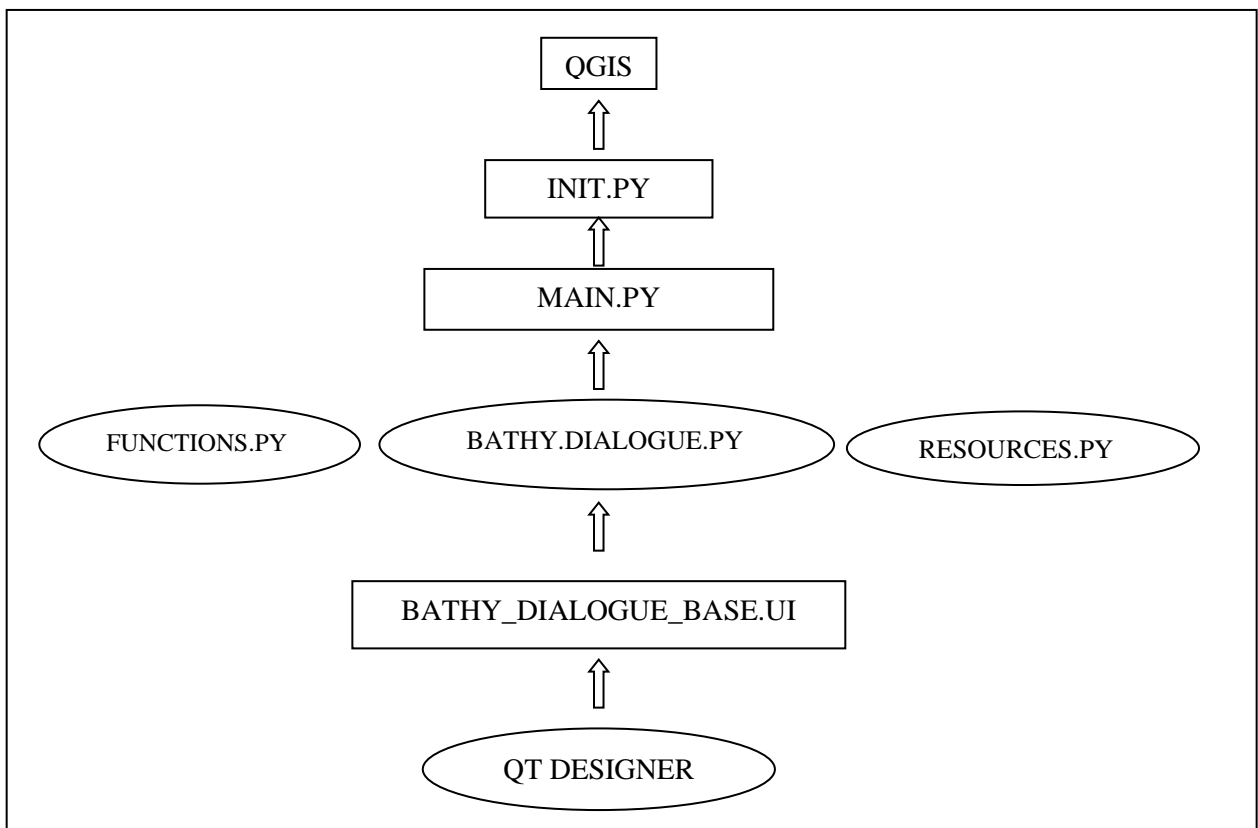 QGIS
INIT.PY
MAIN.PY
FUNCTIONS.PY
BATHY.DIALOGUE.PY
RESOURCES.PY
BATHY_DIALOGUE_BASE.UI
QT DESIGNER